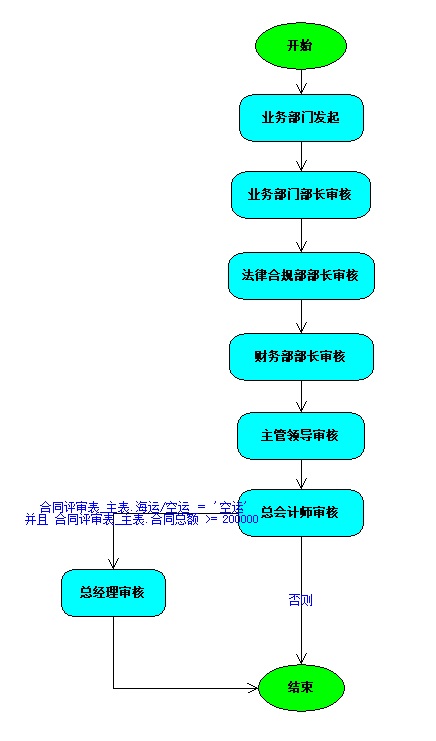 开始
业务部门发起
业务部门部长审核
法律合规部部长审核
财务部部长审核
主管领导审核
合同评审表_主表.海运/空运 = '空运'
并且 合同评审表_主表.合同总额 >= 200000
总会计师审核
总经理审核
否则
结束